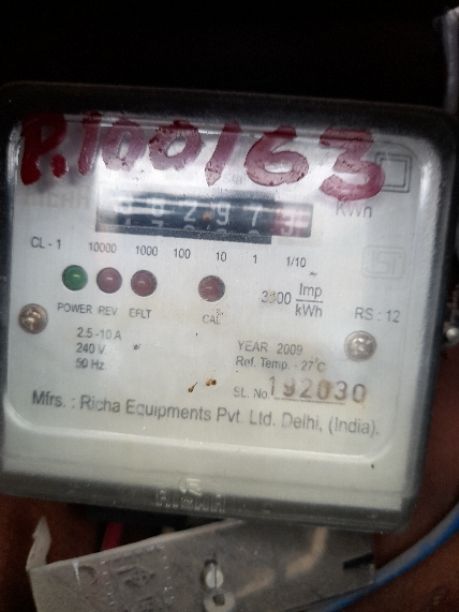 P.100163
RICHA
KWh
CL - 1 10000 1000 100 10 1 1/10
POWER REV EFLT CAL
Imp
kWh
RS : 12
2.5 -10 A
240 V
50 Hz
YEAR 2009
Ref. Temp. - 27°C
SL. No. 192030
Mfrs. : Richa Equipments Pvt. Ltd. Delhi, (India).